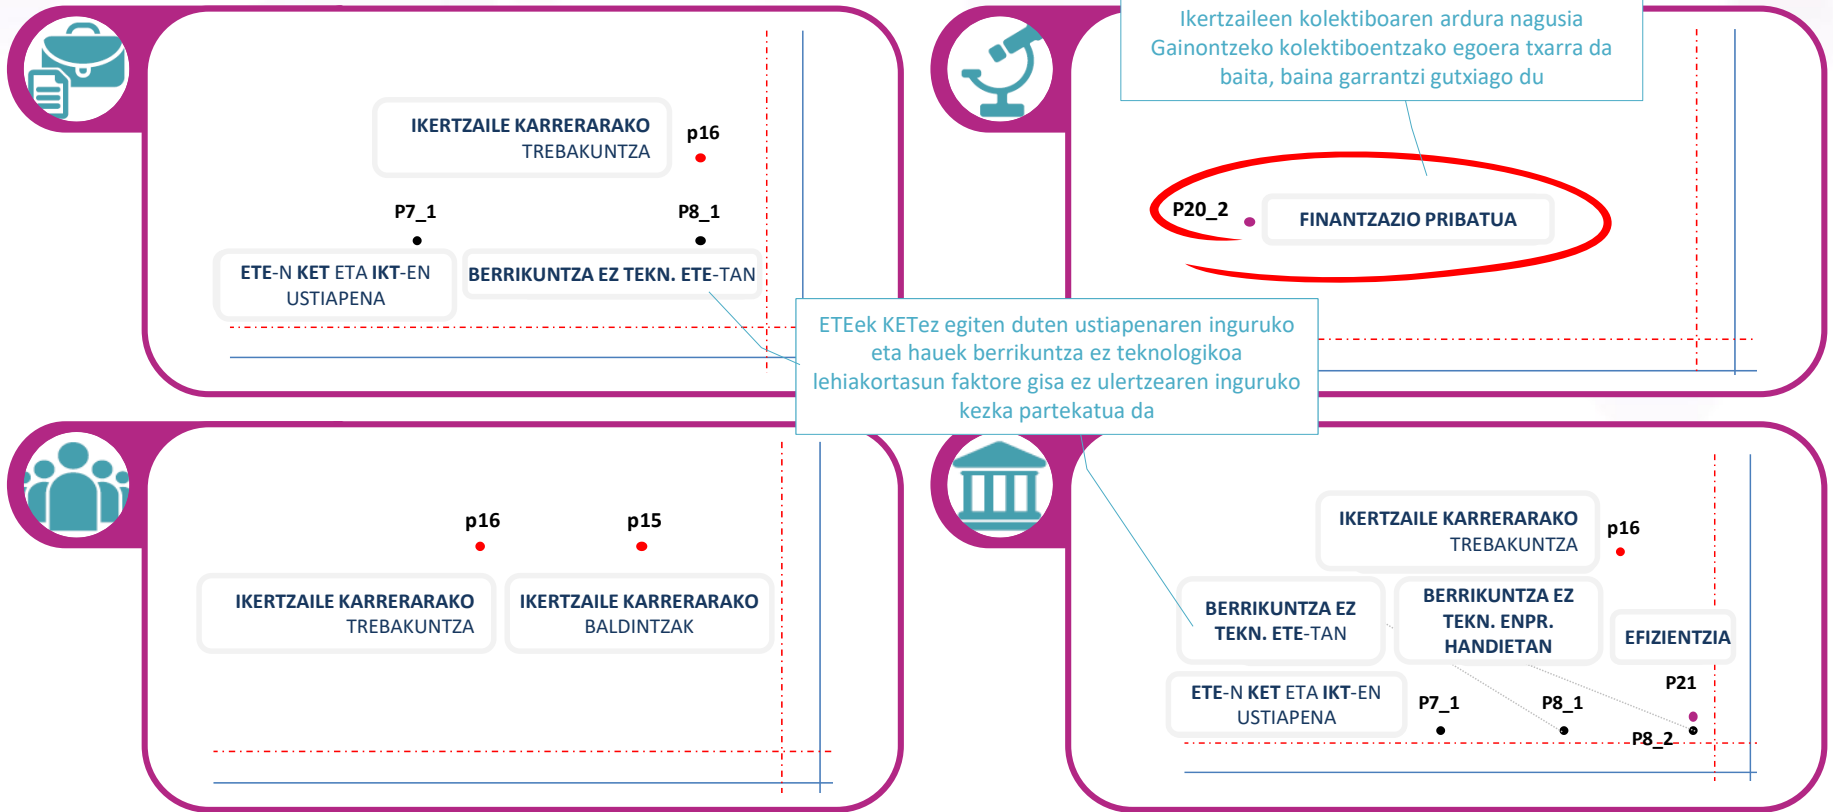 IKERTZAILE KARRERARAKO
TREBAKUNTZA
p16
P7_1
P8_1
ETE-N KET ETA IKT-EN
USTIAPENA
BERRIKUNTZA EZ TEKN. ETE-TAN
Ikertzaileen kolektiboaren ardura nagusia
Gainontzeko kolektiboentzako egoera txarra da
baita, baina garrantzi gutxiago du
P20_2
FINANTZAZIO PRIBATUA
ETEek KETez egiten duten ustiapenaren inguruko
eta hauek berrikuntza ez teknologikoa
lehiakortasun faktore gisa ez ulertzearen inguruko
kezka partekatua da
p16
p15
IKERTZAILE KARRERARAKO
TREBAKUNTZA
IKERTZAILE KARRERARAKO
BALDINTZAK
IKERTZAILE KARRERARAKO
TREBAKUNTZA
p16
BERRIKUNTZA EZ
TEKN. ETE-TAN
BERRIKUNTZA EZ
TEKN. ENPR.
HANDIETAN
EFIZIENTZIA
ETE-N KET ETA IKT-EN
USTIAPENA
P7_1
P8_1
P21
P8_2